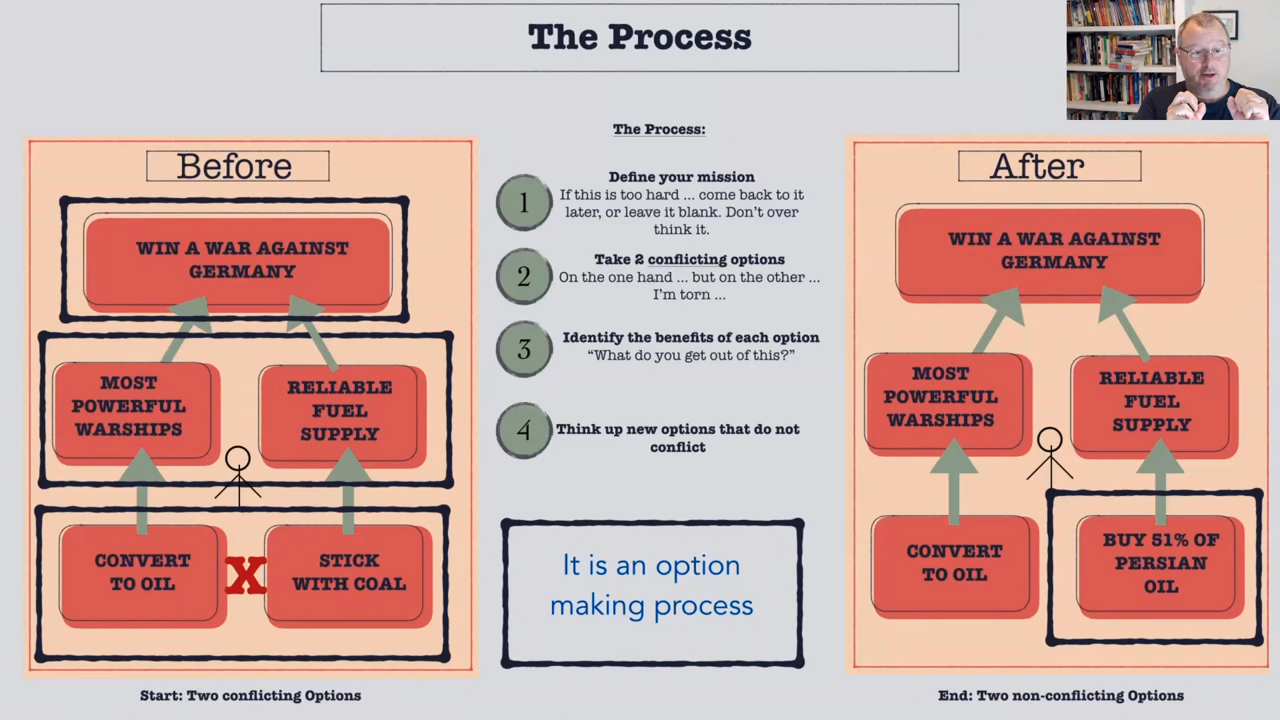 The Process
Before
WIN A WAR AGAINST
GERMANY
MOST
POWERFUL
WARSHIPS
RELIABLE
FUEL
SUPPLY
CONVERT
TO OIL
X
STICK
WITH COAL
Start: Two conflicting Options
The Process:
1
Define your mission
If this is too hard ... come back to it
later, or leave it blank. Don't over
think it.
2
Take 2 conflicting options
On the one hand ... but on the other ...
I'm torn ...
3
Identify the benefits of each option
“What do you get out of this?”
4
Think up new options that do not
conflict
It is an option
making process
After
WIN A WAR AGAINST
GERMANY
MOST
POWERFUL
WARSHIPS
RELIABLE
FUEL
SUPPLY
CONVERT
TO OIL
BUY 51% OF
PERSIAN
OIL
End: Two non-conflicting Options